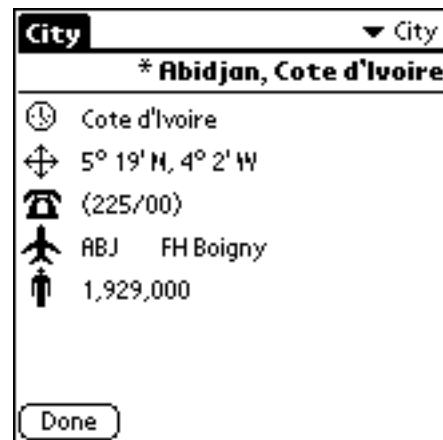 City City
* Abidjan, Cote d'Ivoire
Cote d'Ivoire
5° 19' N, 4° 2' W
(225/00)
ABJ FH Boigny
1,929,000
Done